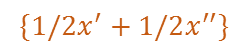 {1/2x′ + 1/2x′′}